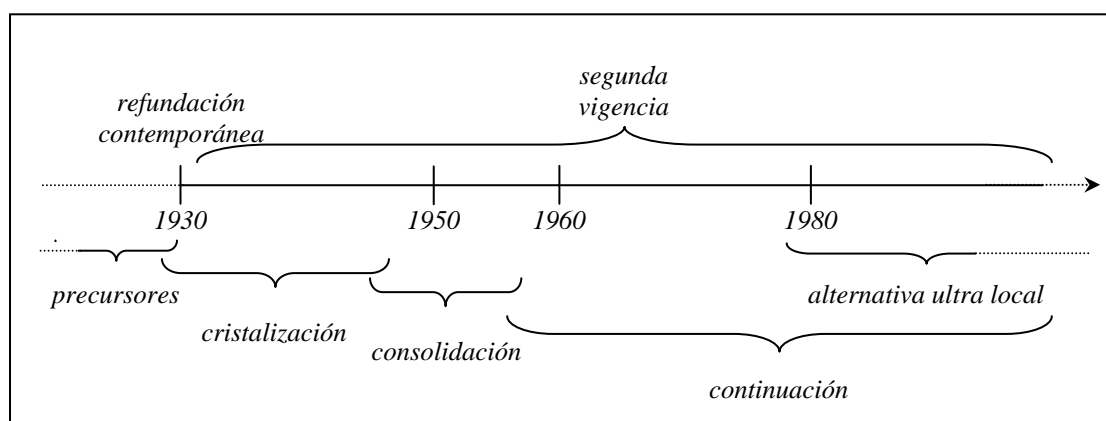 segunda
vigencia
refundación
contemporánea
1930
1950
1960
1980
precursores
alternativa ultra local
cristalización
consolidación
continuación